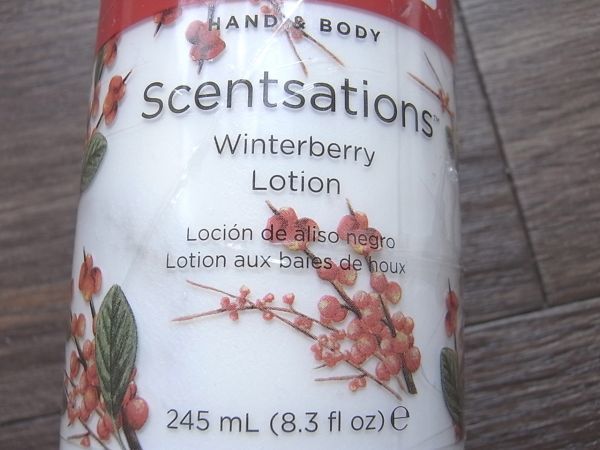 HAND & BODY
Scentsations™
Winterberry
Lotion
Loción de aliso negro
Lotion aux baies de houx
245 mL (8.3 fl oz) ℮